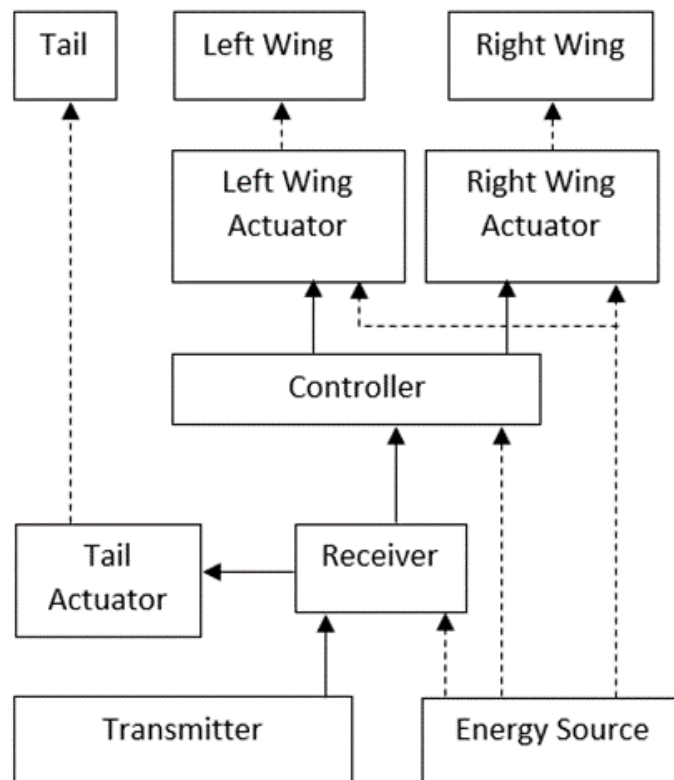 Tail
Left Wing
Right Wing
Left Wing
Actuator
Right Wing
Actuator
Controller
Tail
Actuator
Receiver
Transmitter
Energy Source